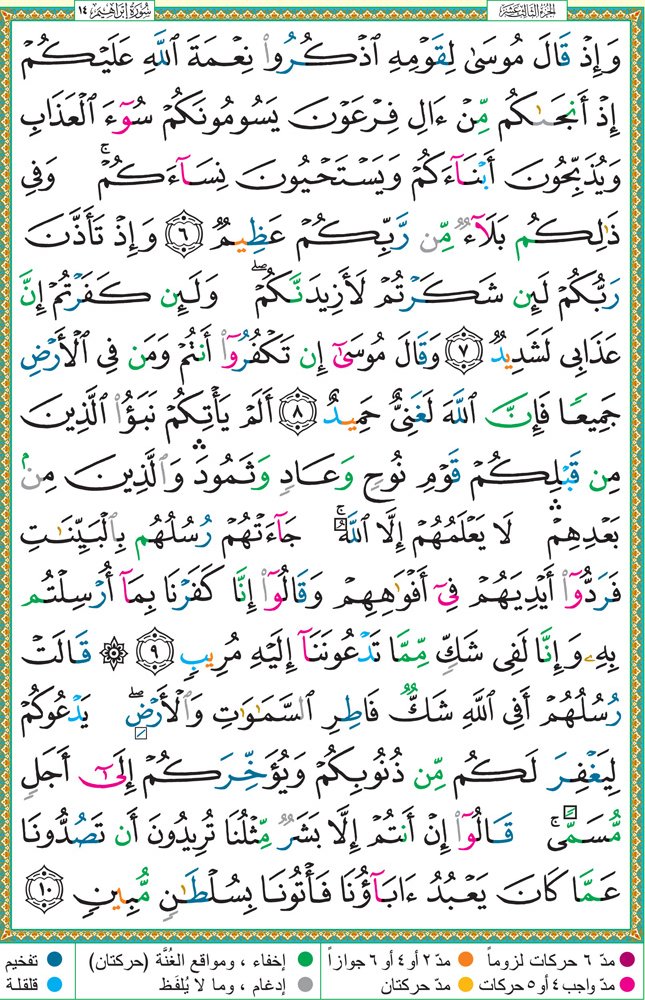 الجزء الثالث عشر
سورة إبراهيم ١٤
وَإِذۡ قَالَ مُوسَىٰ لِقَوۡمِهِ ٱذۡكُرُواْ نِعۡمَةَ ٱللَّهِ عَلَيۡكُمۡ
إِذۡ أَنجَىٰكُم مِّنۡ ءَالِ فِرۡعَوۡنَ يَسُومُونَكُمۡ سُوٓءَ ٱلۡعَذَابِ
وَيُذَبِّحُونَ أَبۡنَآءَكُمۡ وَيَسۡتَحۡيُونَ نِسَآءَكُمۡۚ وَفِي
ذَٰلِكُم بَلَآءٞ مِّن رَّبِّكُمۡ عَظِيمٞ ٦ وَإِذۡ تَأَذَّنَ
رَبُّكُمۡ لَئِن شَكَرۡتُمۡ لَأَزِيدَنَّكُمۡۖ وَلَئِن كَفَرۡتُمۡ إِنَّ
عَذَابِي لَشَدِيدٞ ٧ وَقَالَ مُوسَىٰٓ إِن تَكۡفُرُوٓاْ أَنتُمۡ وَمَن فِي ٱلۡأَرۡضِ
جَمِيعٗا فَإِنَّ ٱللَّهَ لَغَنِيٌّ حَمِيدٌ ٨ أَلَمۡ يَأۡتِكُمۡ نَبَؤُاْ ٱلَّذِينَ
مِن قَبۡلِكُمۡ قَوۡمِ نُوحٖ وَعَادٖ وَثَمُودَۛ وَٱلَّذِينَ مِنۢ
بَعۡدِهِمۡۛ لَا يَعۡلَمُهُمۡ إِلَّا ٱللَّهُۚ جَآءَتۡهُمۡ رُسُلُهُم بِٱلۡبَيِّنَٰتِ
فَرَدُّوٓاْ أَيۡدِيَهُمۡ فِيٓ أَفۡوَٰهِهِمۡ وَقَالُوٓاْ إِنَّا كَفَرۡنَا بِمَآ أُرۡسِلۡتُم
بِهِۦ وَإِنَّا لَفِي شَكّٖ مِّمَّا تَدۡعُونَنَآ إِلَيۡهِ مُرِيبٖ ٩ ۞ قَالَتۡ
رُسُلُهُمۡ أَفِي ٱللَّهِ شَكّٞ فَاطِرِ ٱلسَّمَٰوَٰتِ وَٱلۡأَرۡضِۖ يَدۡعُوكُمۡ
لِيَغۡفِرَ لَكُم مِّن ذُنُوبِكُمۡ وَيُؤَخِّرَكُمۡ إِلَىٰٓ أَجَلٖ
مُّسَمّٗىۚ قَالُوٓاْ إِنۡ أَنتُمۡ إِلَّا بَشَرٞ مِّثۡلُنَا تُرِيدُونَ أَن تَصُدُّونَا
عَمَّا كَانَ يَعۡبُدُ ءَابَآؤُنَا فَأۡتُونَا بِسُلۡطَٰنٖ مُّبِينٖ ١٠
مدّ ٦ حركات لزوماً مدّ ٢ أو ٤ أو ٦ جوازاً إخفاء ، ومواقع الغُنَّة (حركتان) تفخيم
مدّ واجب ٤ أو ٥ حركات مدّ حركتان إدغام ، وما لا يُلفَظ قلقلة